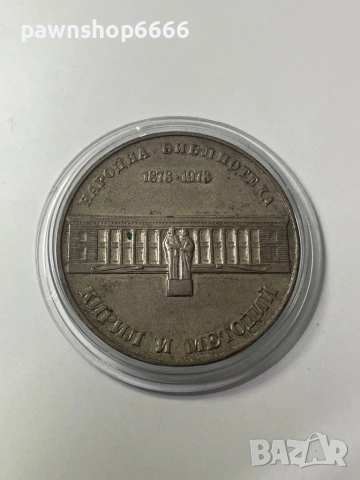 pawnshop6666
НАРОДНА БИБЛИОТЕКА
1878-1978
КИРИЛ И МЕТОДИЙ
BAZAR